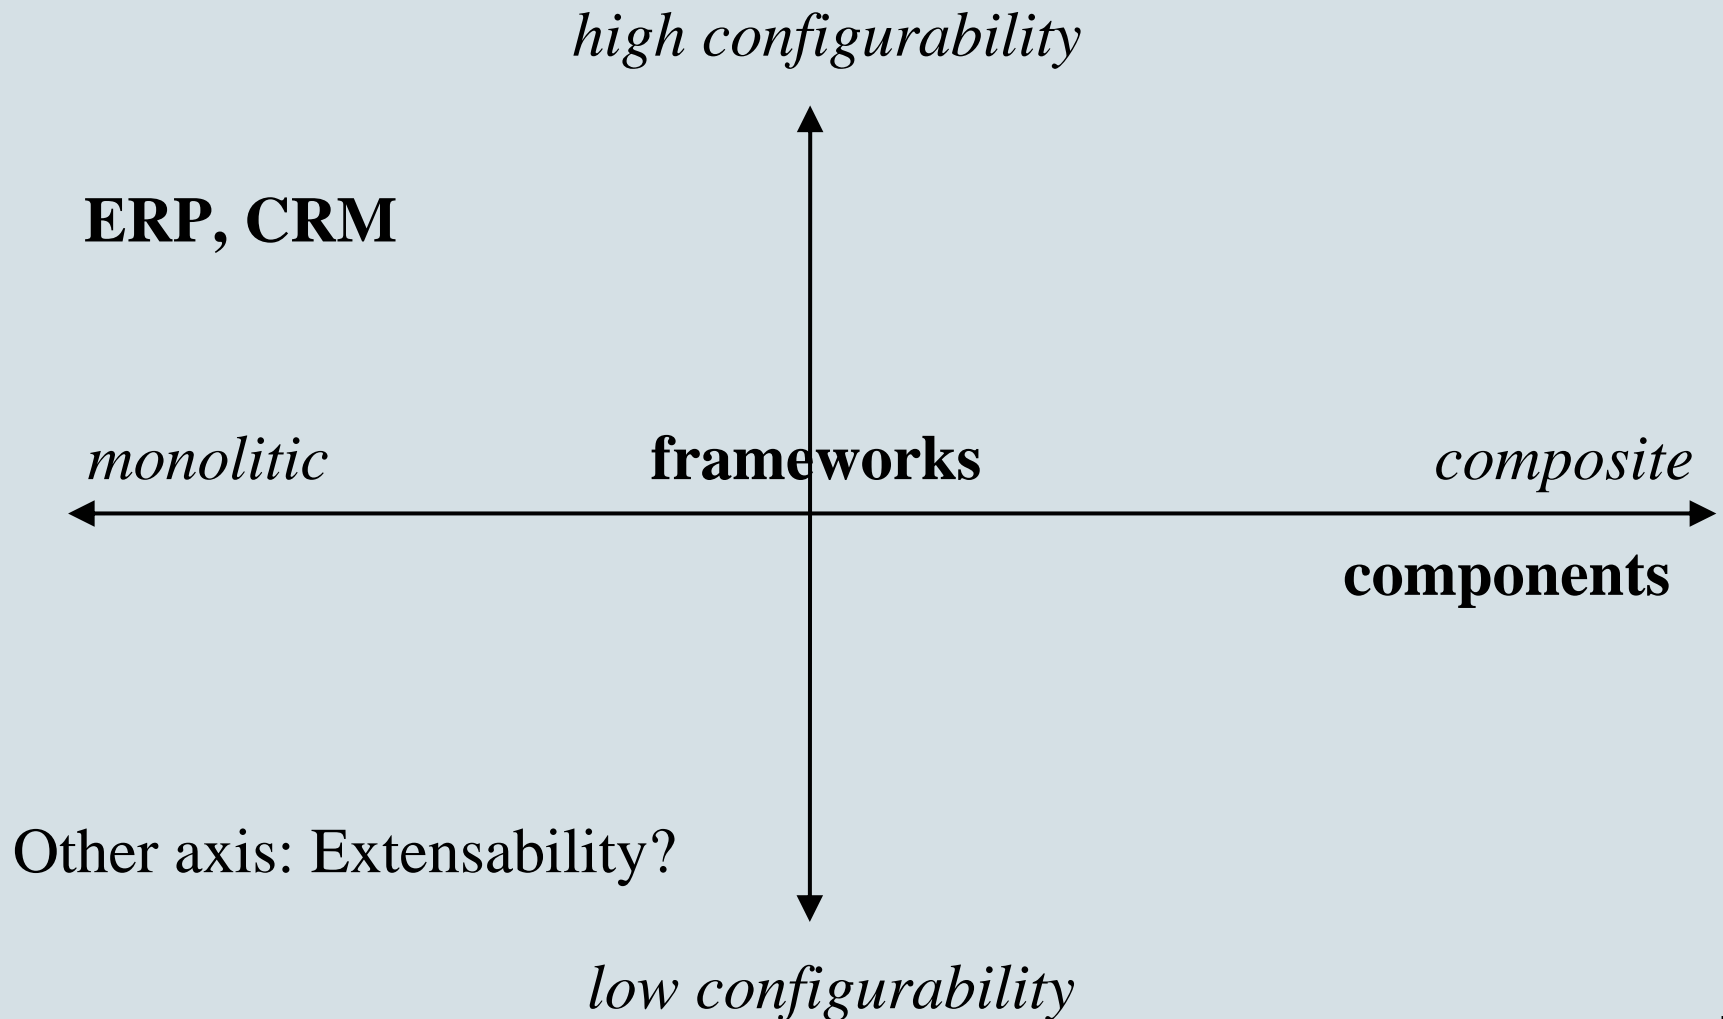 high configurability
ERP, CRM
monolitic
frameworks
composite
components
Other axis: Extensability?
low configurability